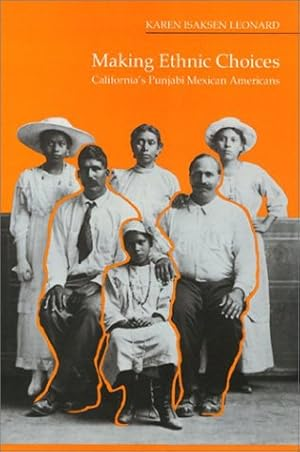 KAREN ISAKSEN LEONARD
Making Ethnic Choices
California's Punjabi Mexican Americans